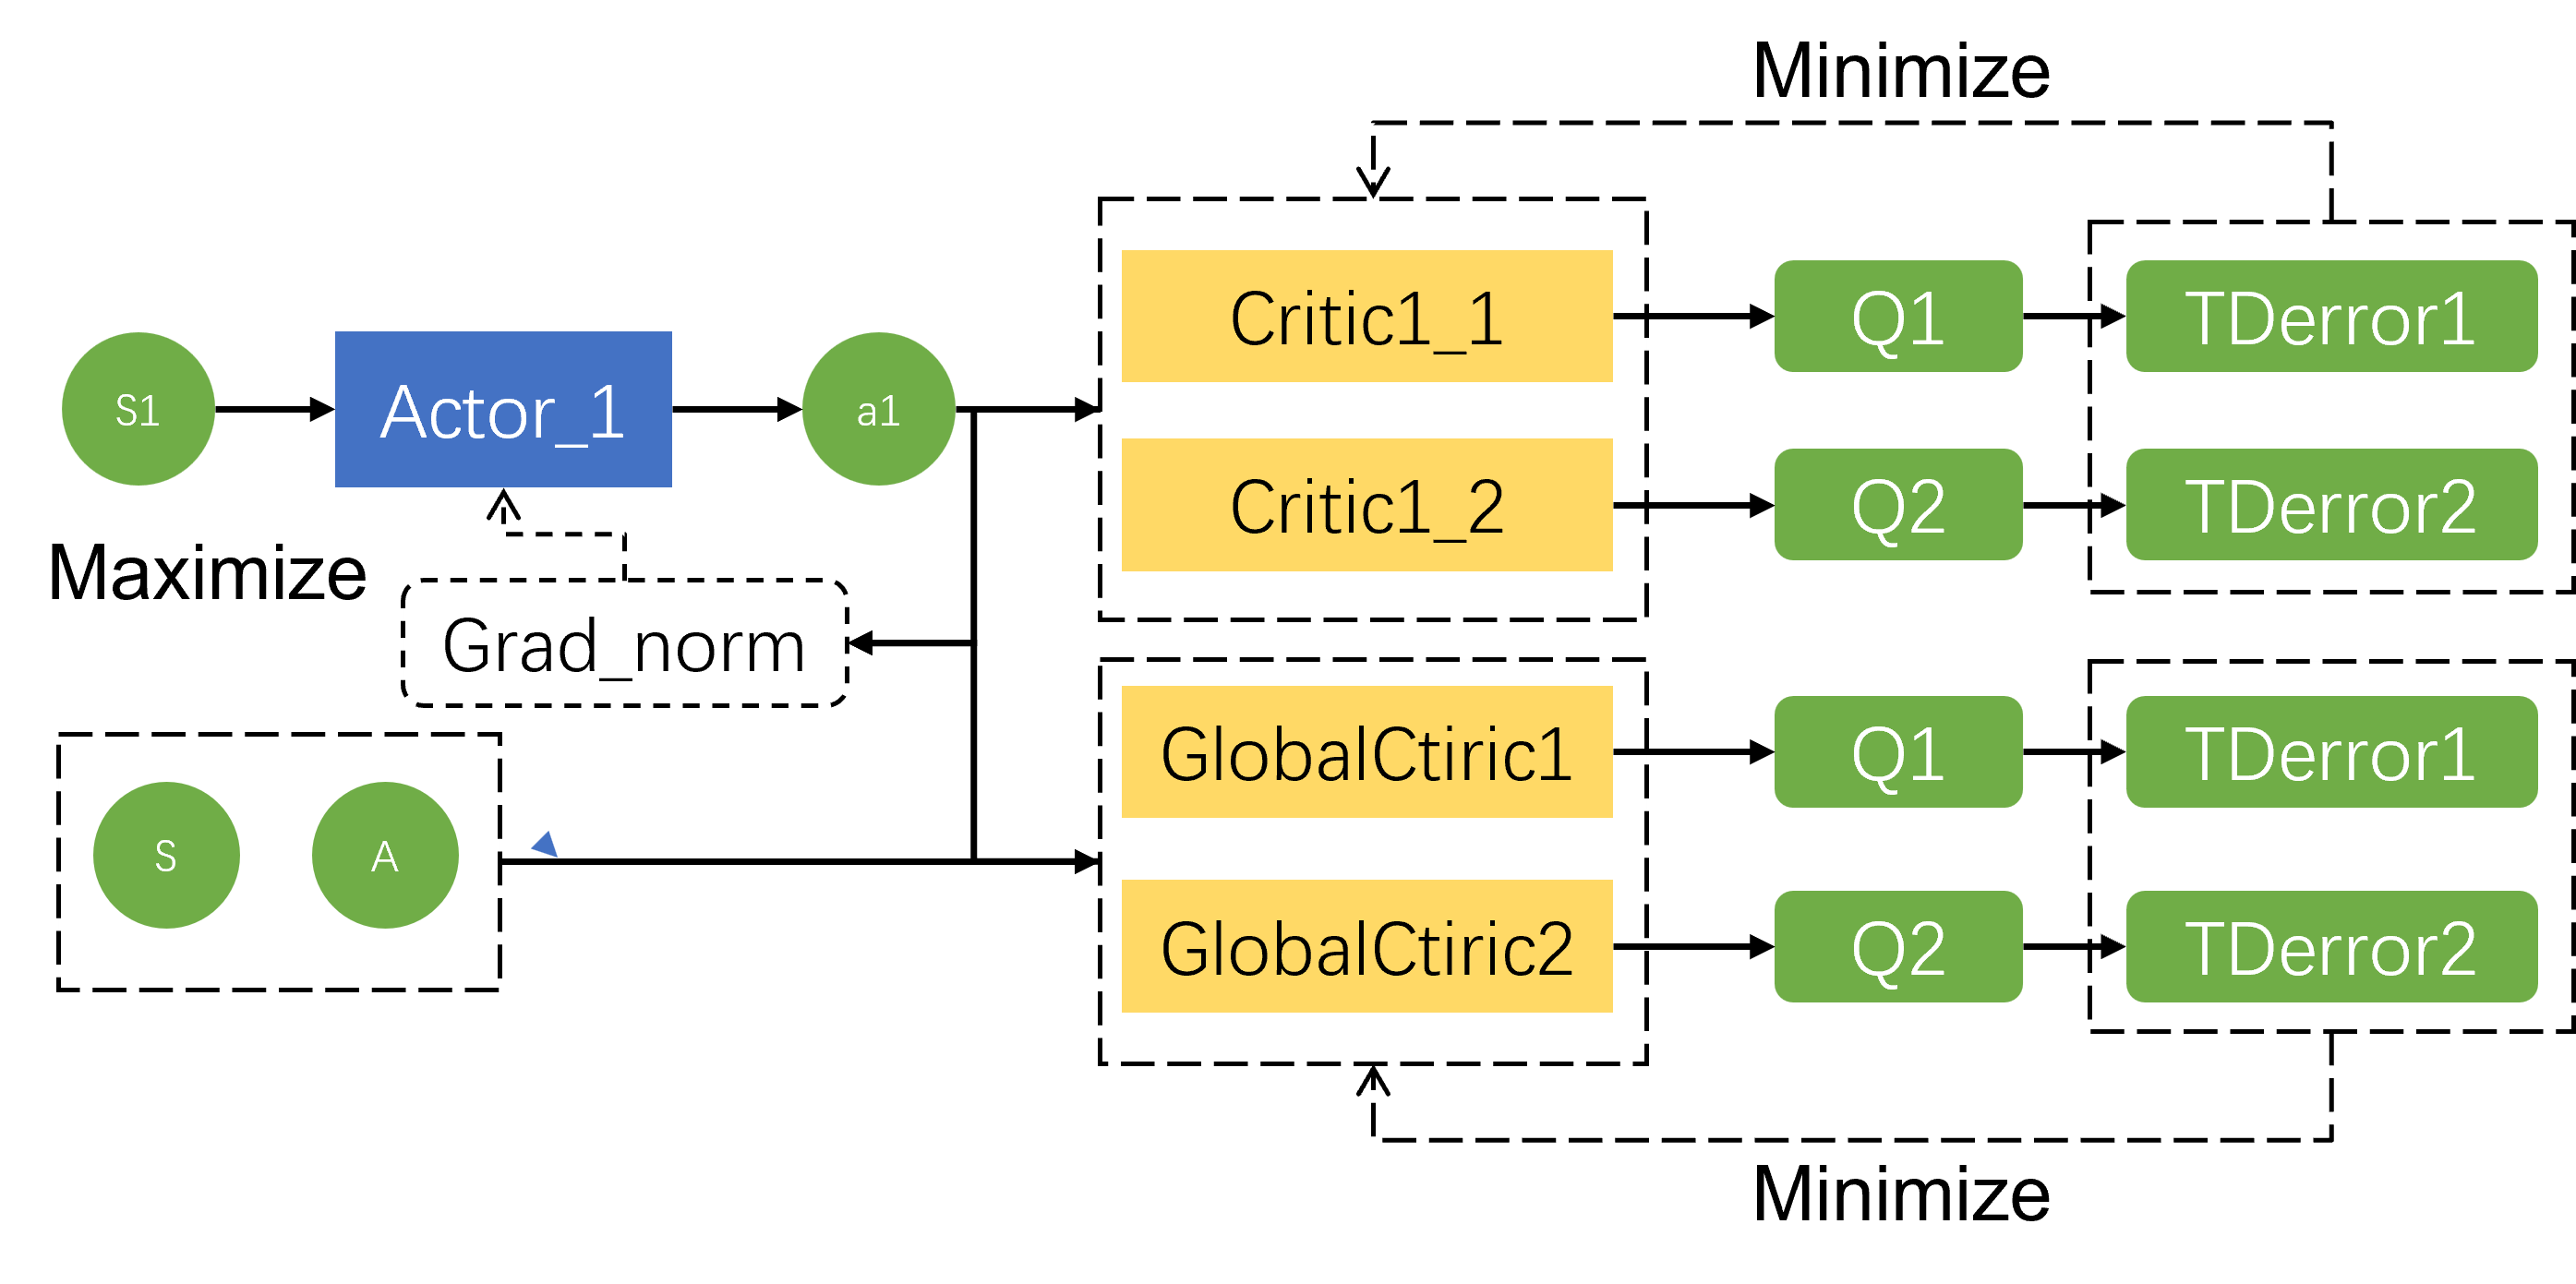 Minimize
Critic1_1
Q1
TDerror1
S1
Actor_1
a1
Critic1_2
Q2
TDerror2
Maximize
Grad_norm
GlobalCtiric1
Q1
TDerror1
S
A
GlobalCtiric2
Q2
TDerror2
Minimize